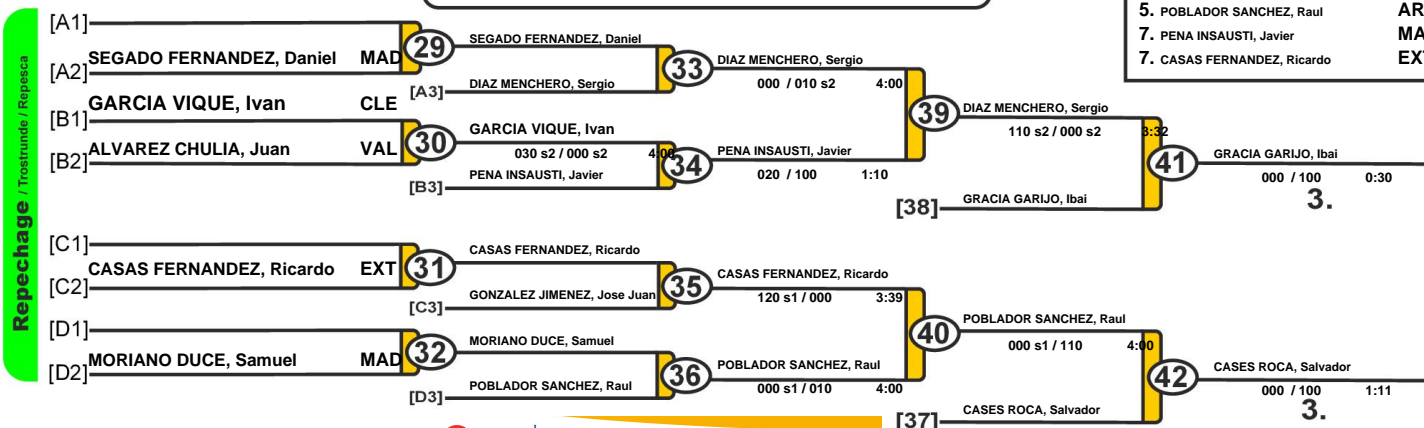 5. POBLADOR SANCHEZ, Raul AR
7. PENA INSAUSTI, Javier MA
7. CASAS FERNANDEZ, Ricardo EXT
Repechage / Trostrunde / Repesca
[A1]
[A2] SEGADO FERNANDEZ, Daniel MAD
29
SEGADO FERNANDEZ, Daniel
[A3] DIAZ MENCHERO, Sergio
33
DIAZ MENCHERO, Sergio
000 / 010 s2 4:00
[B1] GARCIA VIQUE, Ivan CLE
[B2] ALVAREZ CHULIA, Juan VAL
30
GARCIA VIQUE, Ivan
030 s2 / 000 s2 4:00
[B3] PENA INSAUSTI, Javier
34
PENA INSAUSTI, Javier
020 / 100 1:10
39
DIAZ MENCHERO, Sergio
110 s2 / 000 s2 3:32
[38] GRACIA GARIJO, Ibai
41
GRACIA GARIJO, Ibai
000 / 100 0:30
3.
[C1]
[C2] CASAS FERNANDEZ, Ricardo EXT
31
CASAS FERNANDEZ, Ricardo
[C3] GONZALEZ JIMENEZ, Jose Juan
35
CASAS FERNANDEZ, Ricardo
120 s1 / 000 3:39
[D1]
[D2] MORIANO DUCE, Samuel MAD
32
MORIANO DUCE, Samuel
[D3] POBLADOR SANCHEZ, Raul
36
POBLADOR SANCHEZ, Raul
000 s1 / 010 4:00
40
POBLADOR SANCHEZ, Raul
000 s1 / 110 4:00
[37] CASES ROCA, Salvador
42
CASES ROCA, Salvador
000 / 100 1:11
3.